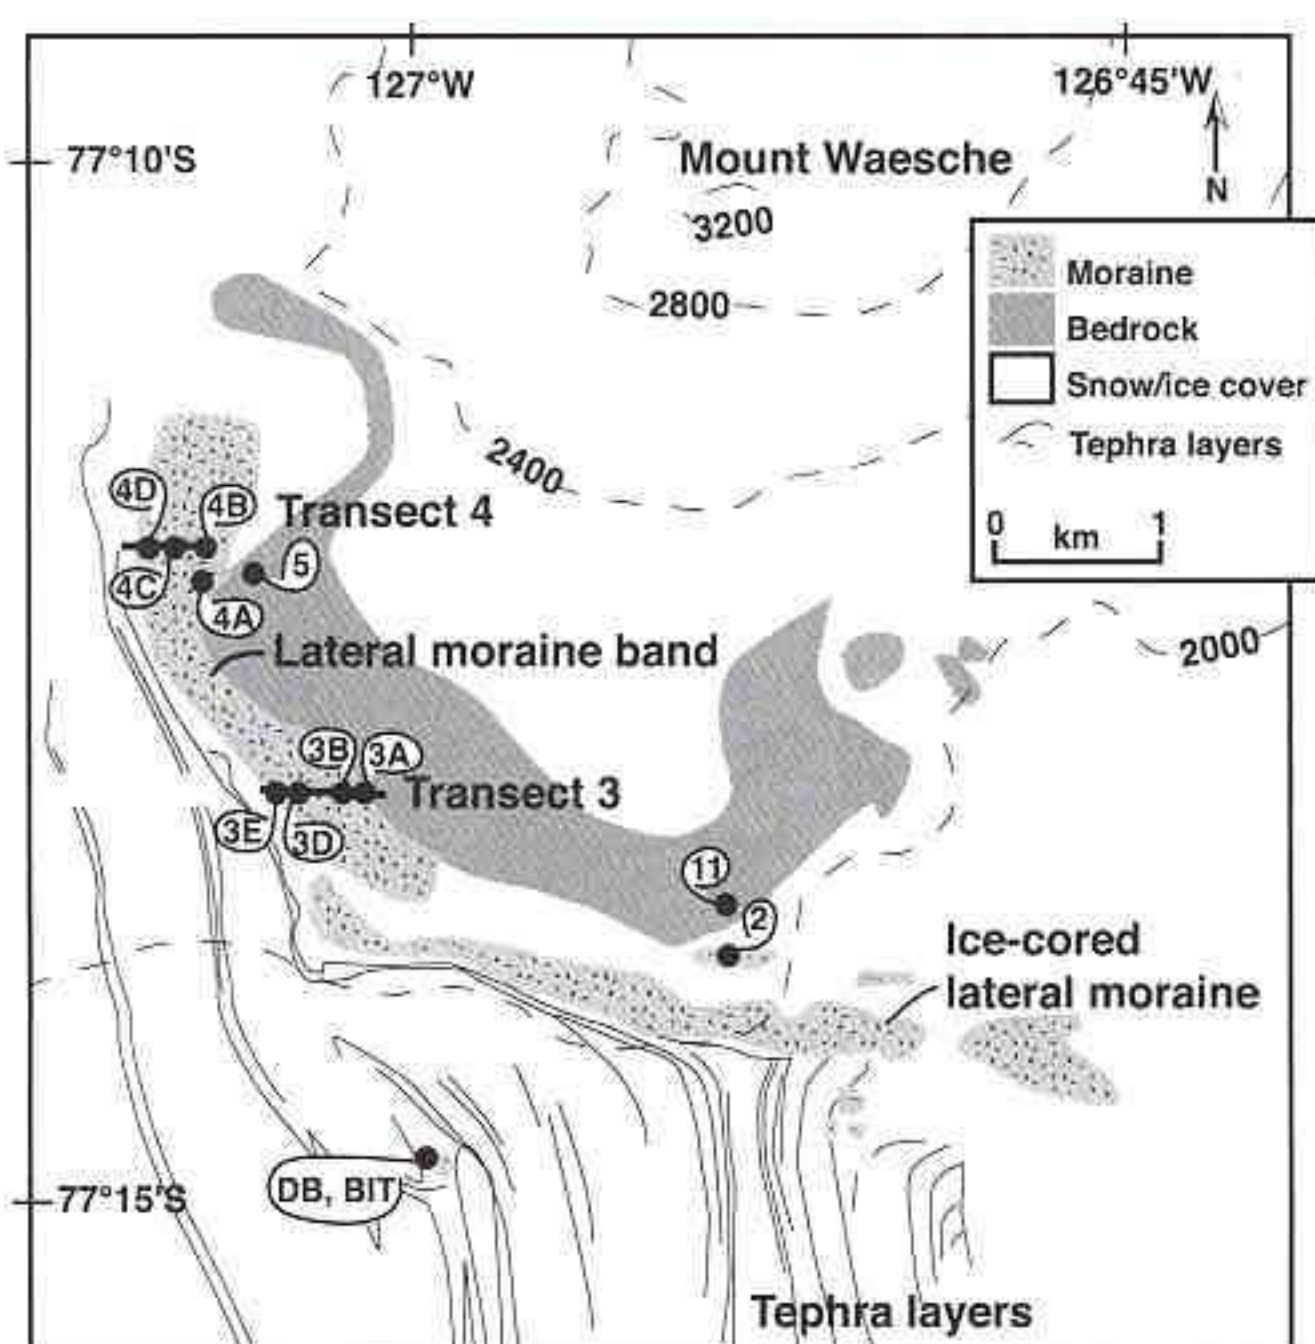 127°W
126°45'W
77°10'S
Mount Waesche
N
3200
2800
Moraine
Bedrock
Snow/ice cover
Tephra layers
0 km 1
2400
4D
4B
Transect 4
5
4C
4A
Lateral moraine band
2000
3B
3A
Transect 3
3E
3D
11
2
Ice-cored
lateral moraine
DB, BIT
77°15'S
Tephra layers